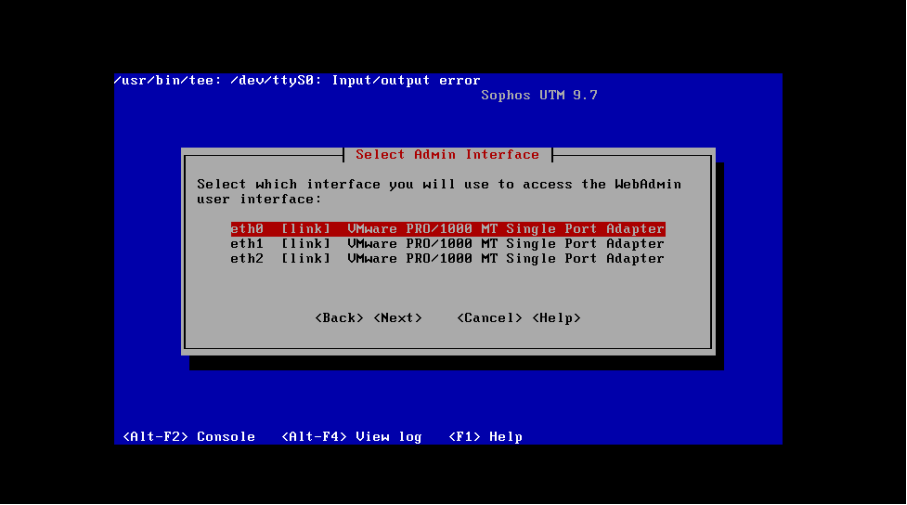 /usr/bin/tee: /dev/ttyS0: Input/output error
Sophos UTM 9.7
Select Admin Interface
Select which interface you will use to access the WebAdmin
user interface:
eth0 [link] VMware PRO/1000 MT Single Port Adapter
eth1 [link] VMware PRO/1000 MT Single Port Adapter
eth2 [link] VMware PRO/1000 MT Single Port Adapter
<Back> <Next> <Cancel> <Help>
<Alt-F2> Console <Alt-F4> View log <F1> Help